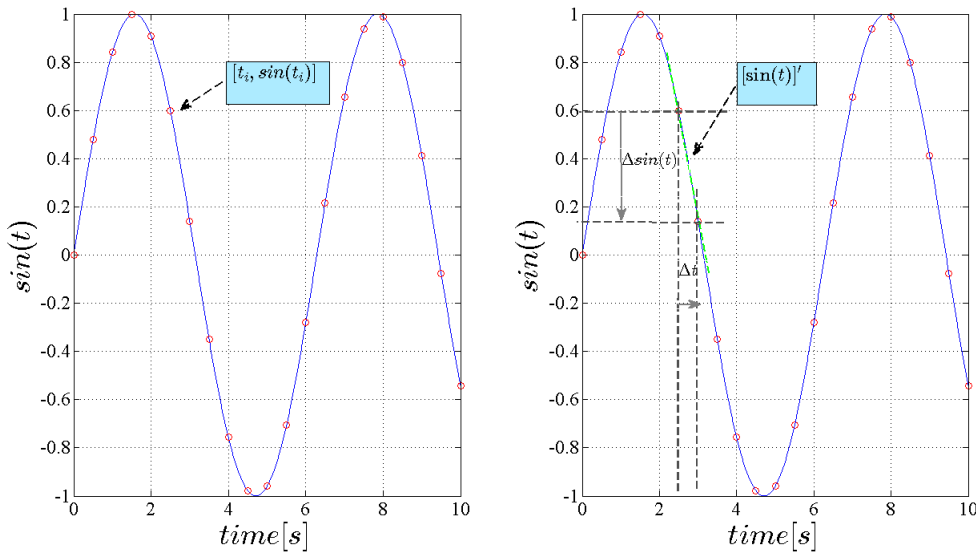 1
0.8
0.6
0.4
0.2
0
-0.2
-0.4
-0.6
-0.8
-1
sin(t)
[t_i, sin(t_i)]
0 2 4 6 8 10
time[s]
1
0.8
0.6
0.4
0.2
0
-0.2
-0.4
-0.6
-0.8
-1
sin(t)
[sin(t)]′
Δsin(t)
Δt
0 2 4 6 8 10
time[s]